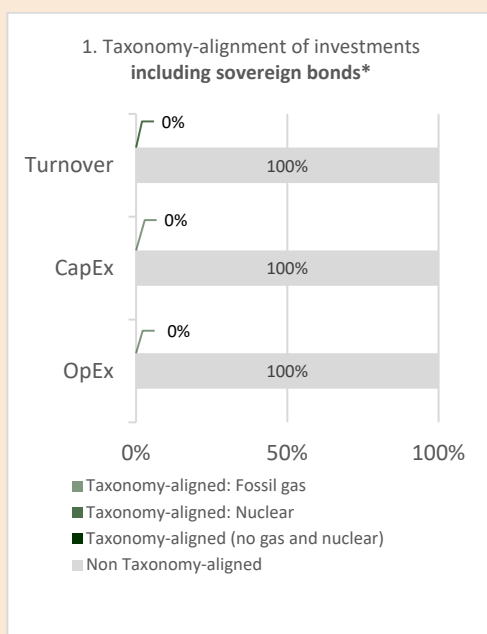 1. Taxonomy-alignment of investments
including sovereign bonds*
0%
Turnover
100%
0%
CapEx
100%
0%
OpEx
100%
0% 50% 100%
Taxonomy-aligned: Fossil gas
Taxonomy-aligned: Nuclear
Taxonomy-aligned (no gas and nuclear)
Non Taxonomy-aligned